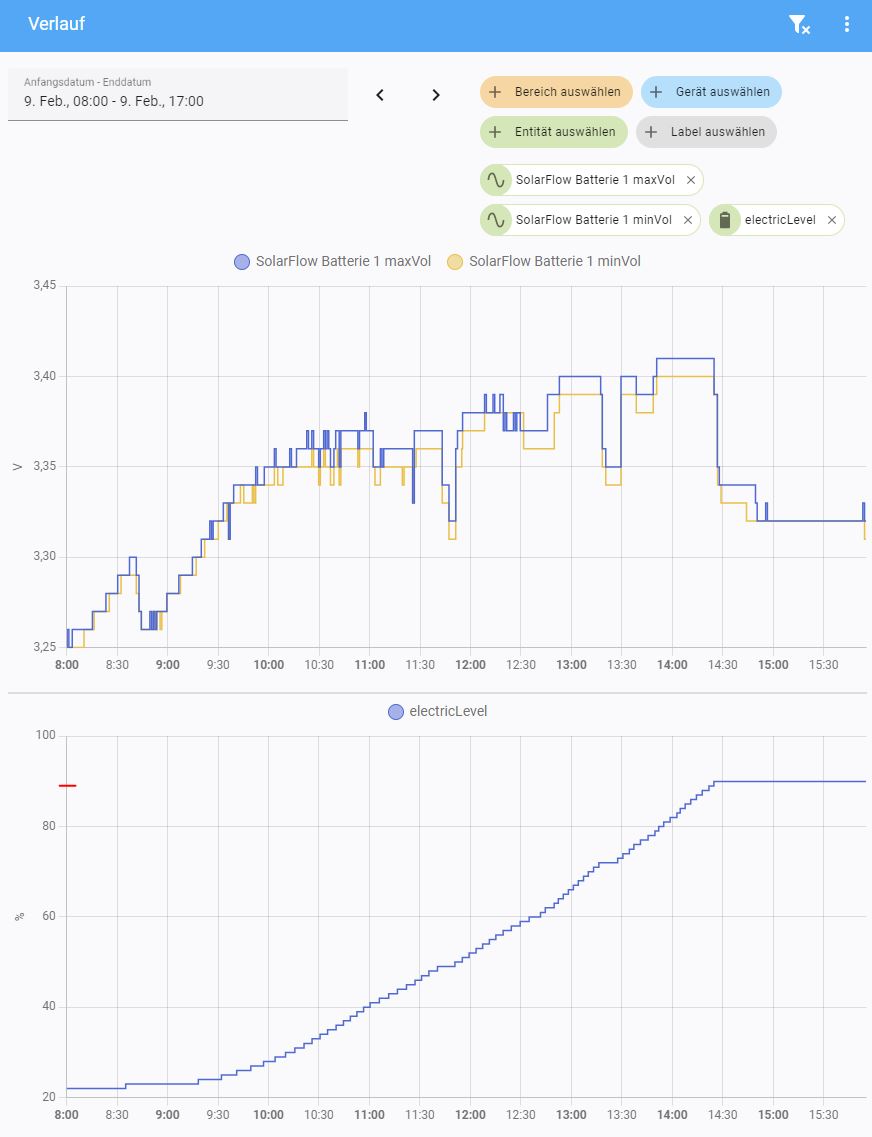 Verlauf
Anfangsdatum - Enddatum
9. Feb., 08:00 - 9. Feb., 17:00
Bereich auswählen
Gerät auswählen
Entität auswählen
Label auswählen
SolarFlow Batterie 1 maxVol
SolarFlow Batterie 1 minVol
electricLevel
SolarFlow Batterie 1 maxVol SolarFlow Batterie 1 minVol
3,45
3,40
3,35
3,30
3,25
V
8:00 8:30 9:00 9:30 10:00 10:30 11:00 11:30 12:00 12:30 13:00 13:30 14:00 14:30 15:00 15:30
electricLevel
100
80
60
40
20
%
8:00 8:30 9:00 9:30 10:00 10:30 11:00 11:30 12:00 12:30 13:00 13:30 14:00 14:30 15:00 15:30